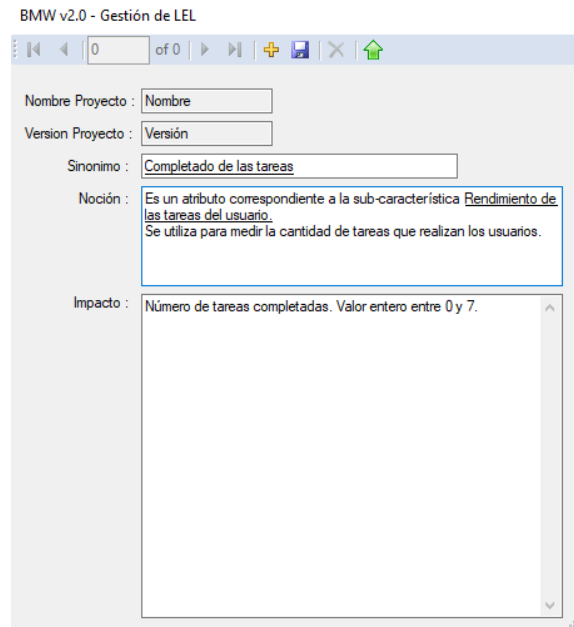 BMW v2.0 - Gestión de LEL
0 of 0
Nombre Proyecto : Nombre
Version Proyecto : Versión
Sinonimo : Completado de las tareas
Noción : Es un atributo correspondiente a la sub-característica Rendimiento de
las tareas del usuario.
Se utiliza para medir la cantidad de tareas que realizan los usuarios.
Impacto : Número de tareas completadas. Valor entero entre 0 y 7.